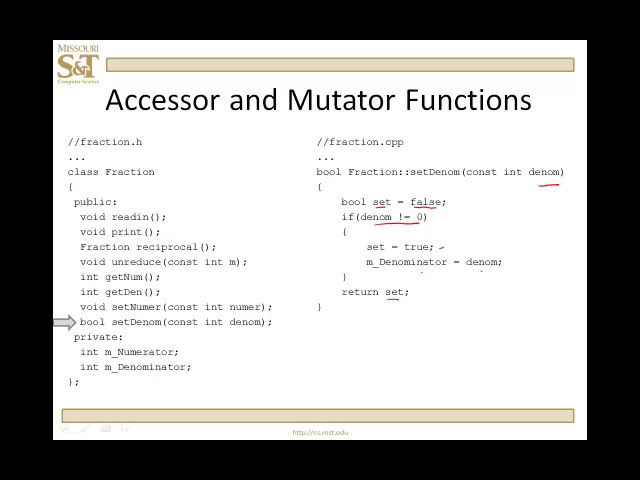 MISSOURI
S&T
Computer Science
Accessor and Mutator Functions
//fraction.h
...
class Fraction
{
public:
void readin();
void print();
Fraction reciprocal();
void unreduce(const int m);
int getNum();
int getDen();
void setNumer(const int numer);
bool setDenom(const int denom);
private:
int m_Numerator;
int m_Denominator;
};
//fraction.cpp
...
bool Fraction::setDenom(const int denom)
{
bool set = false;
if(denom != 0)
{
set = true;
m_Denominator = denom;
}
return set;
}
http://cs.mst.edu